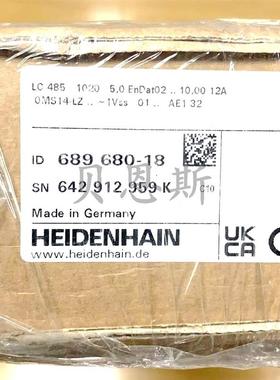 LC 485 1020 5.0 EnDat02 .. 10,00 12A
0MS14-LZ .. ~1Vss 01 .. AE1 32
ID 689 680-18
贝恩斯
SN 642 912 959 K C10
Made in Germany
HEIDENHAIN
www.heidenhain.de
UK
CA